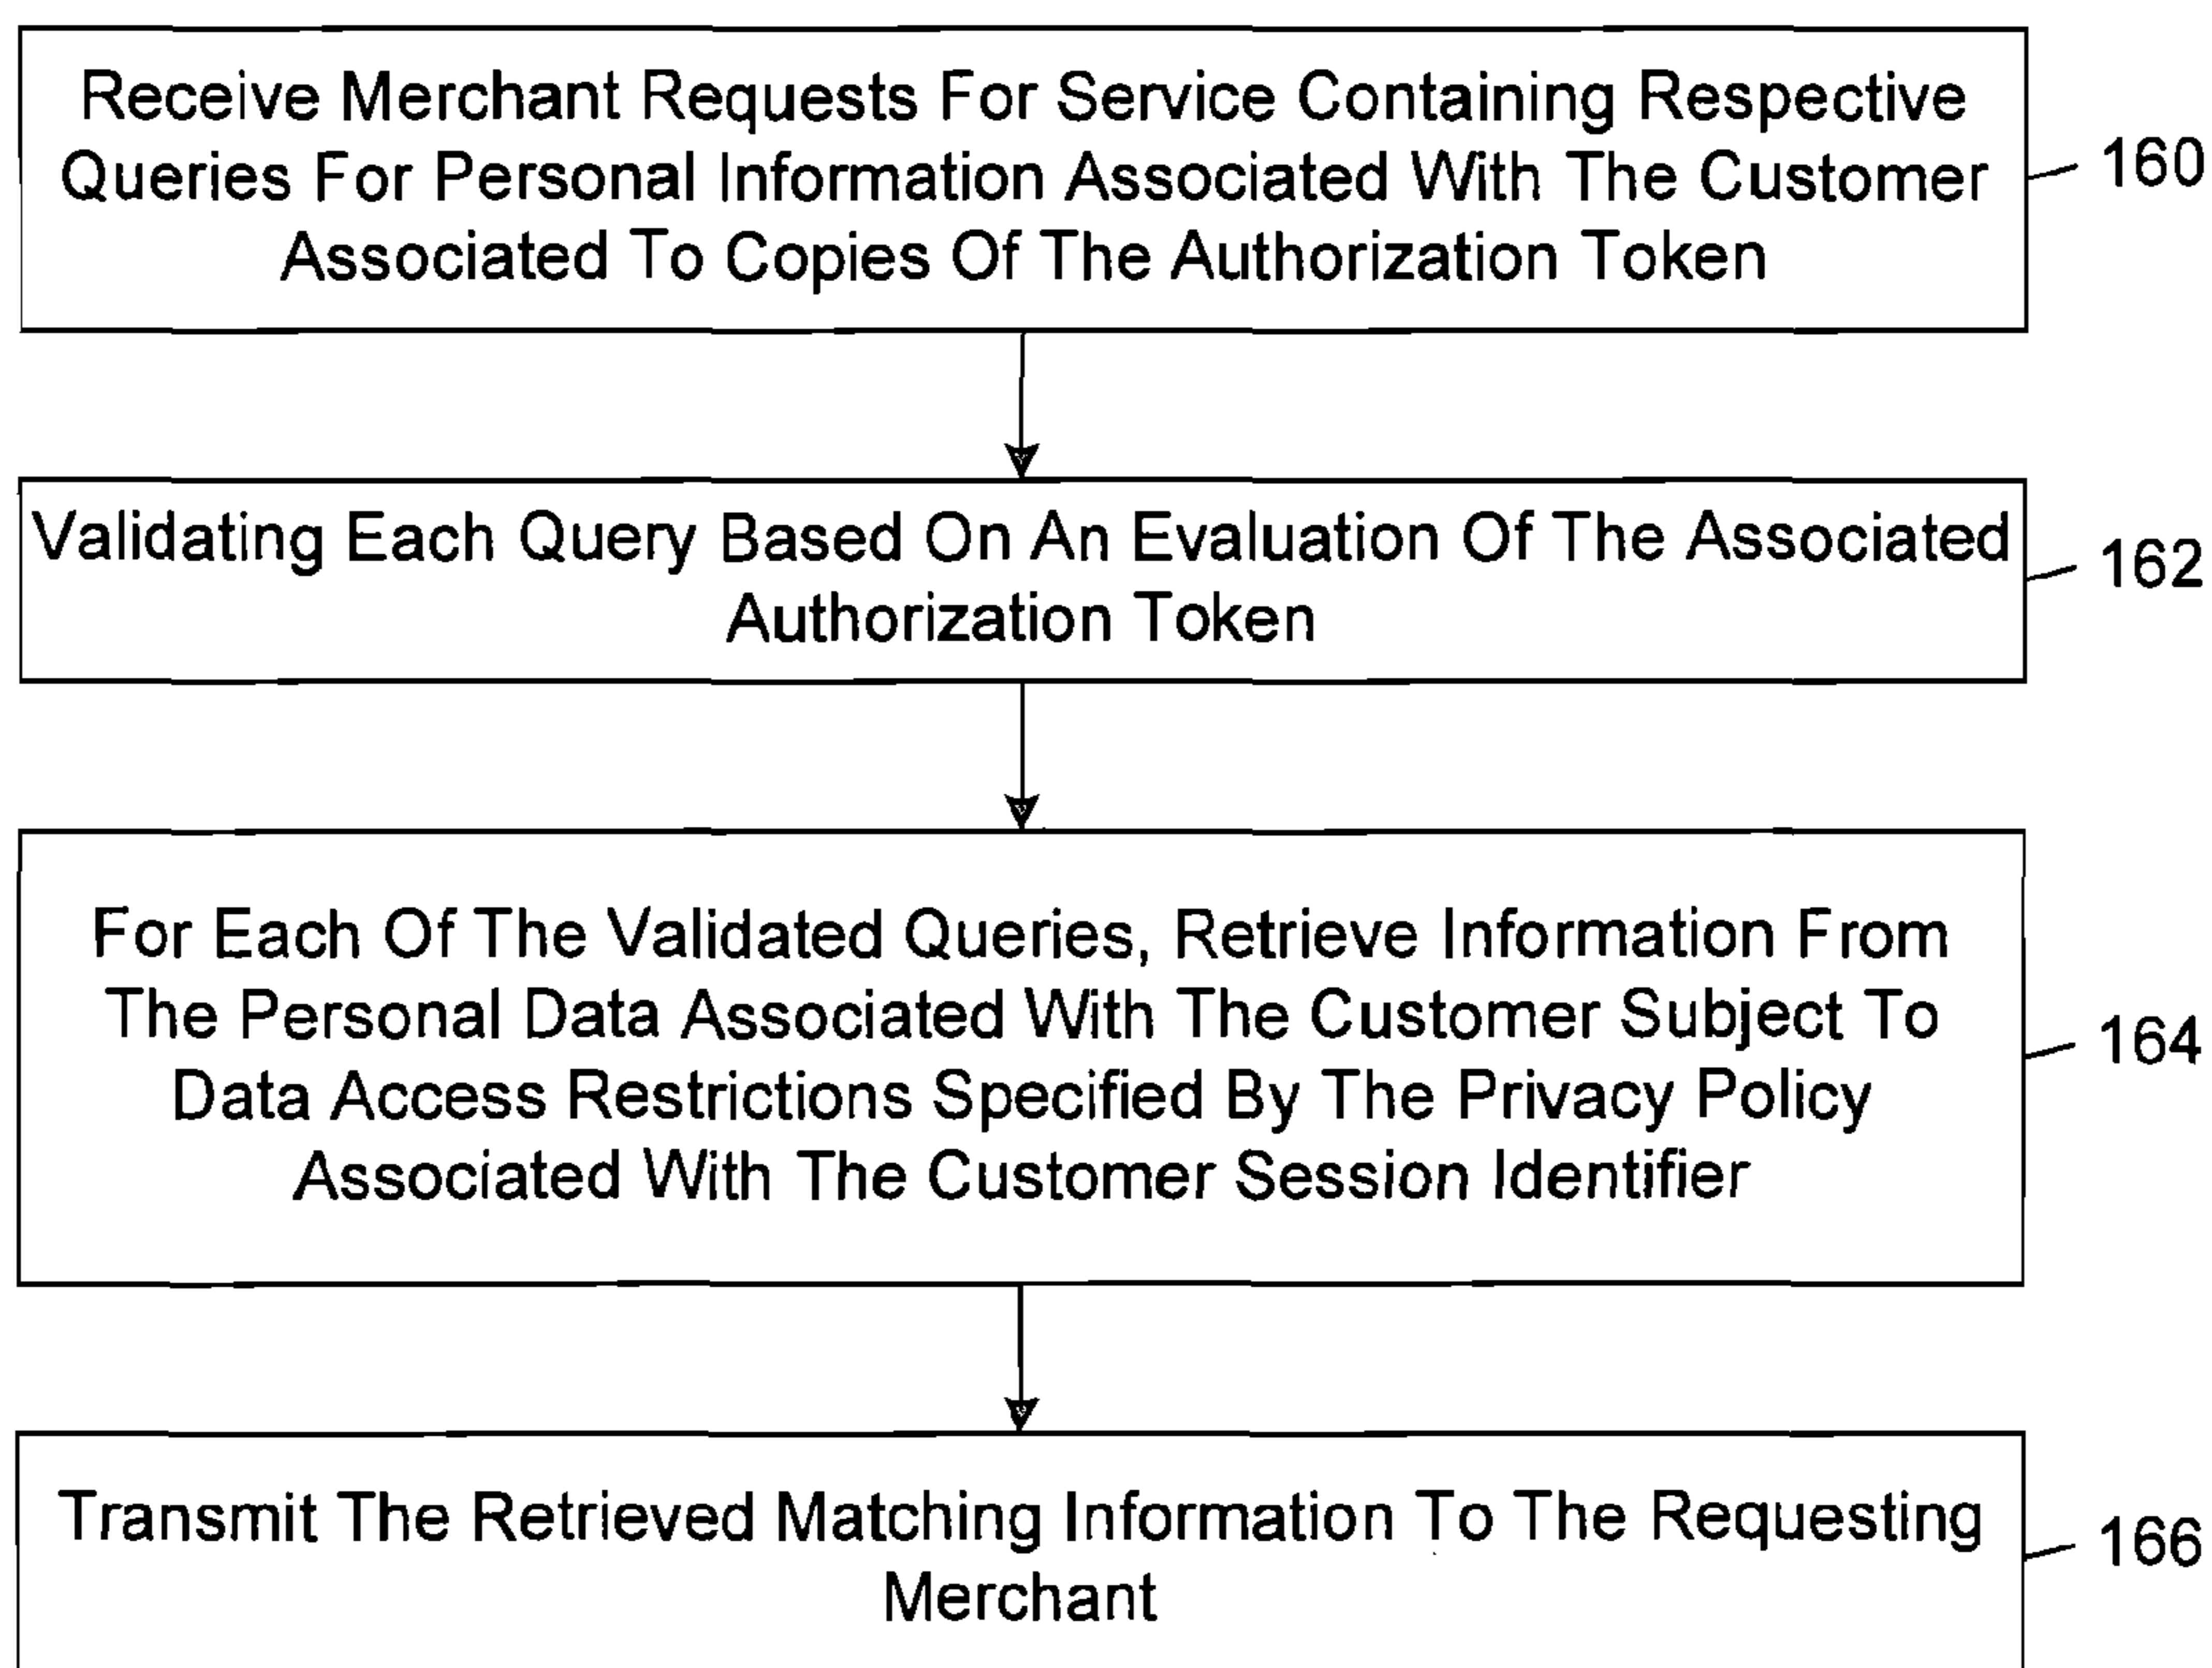 Receive Merchant Requests For Service Containing Respective
Queries For Personal Information Associated With The Customer
Associated To Copies Of The Authorization Token
160
Validating Each Query Based On An Evaluation Of The Associated
Authorization Token
162
For Each Of The Validated Queries, Retrieve Information From
The Personal Data Associated With The Customer Subject To
Data Access Restrictions Specified By The Privacy Policy
Associated With The Customer Session Identifier
164
Transmit The Retrieved Matching Information To The Requesting
Merchant
166